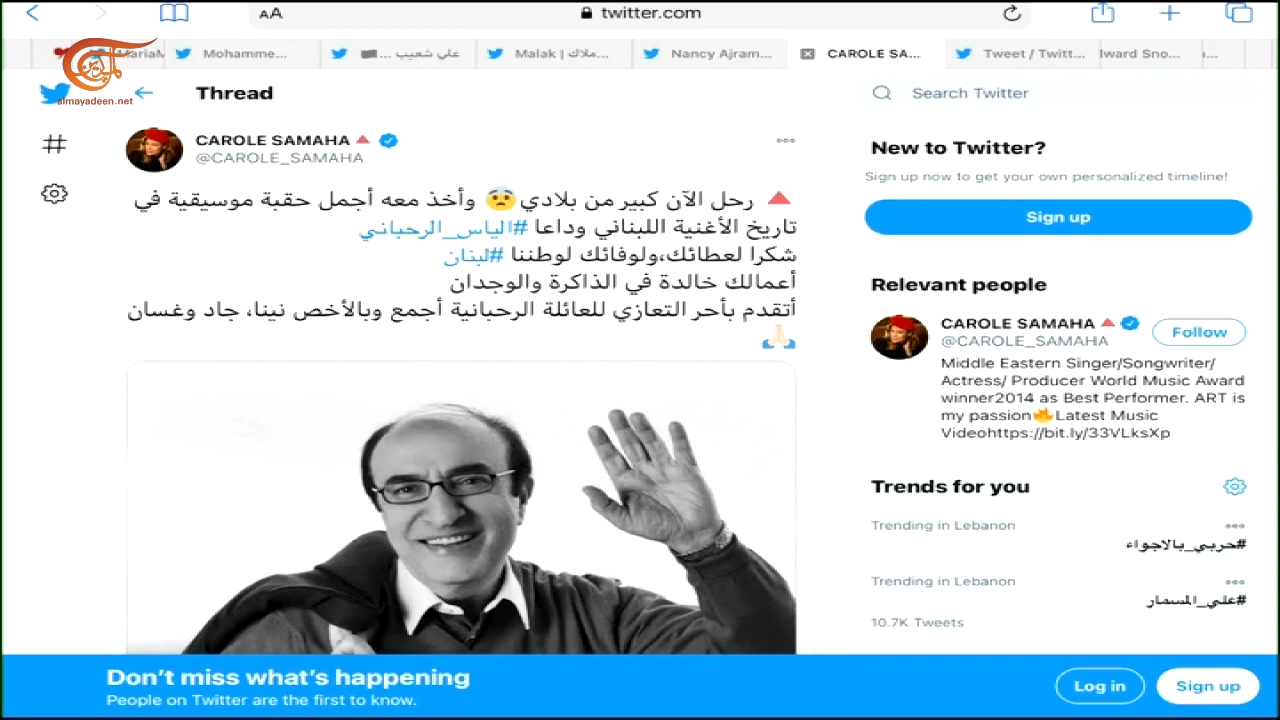 AA
twitter.com
MariaM
Mohamme...
علي شعيب ...
Malak | ملاك...
Nancy Ajram...
CAROLE SA...
Tweet / Twitt...
lward Sno...
almayadeen.net
Thread
CAROLE SAMAHA
@CAROLE_SAMAHA
رحل الآن كبير من بلادي وأخذ معه أجمل حقبة موسيقية في
تاريخ الأغنية اللبناني وداعا #الياس_الرحباني
شكرا لعطائك،ولوفائك لوطننا #لبنان
أعمالك خالدة في الذاكرة والوجدان
أتقدم بأحر التعازي للعائلة الرحبانية أجمع وبالأخص نينا، جاد وغسان
Search Twitter
New to Twitter?
Sign up now to get your own personalized timeline!
Sign up
Relevant people
CAROLE SAMAHA
@CAROLE_SAMAHA
Follow
Middle Eastern Singer/Songwriter/
Actress/ Producer World Music Award
winner2014 as Best Performer. ART is
my passion🔥Latest Music
Videohttps://bit.ly/33VLksXp
Trends for you
Trending in Lebanon
#حربي_بالاجواء
Trending in Lebanon
#علي_المسمار
10.7K Tweets
Don't miss what's happening
People on Twitter are the first to know.
Log in
Sign up